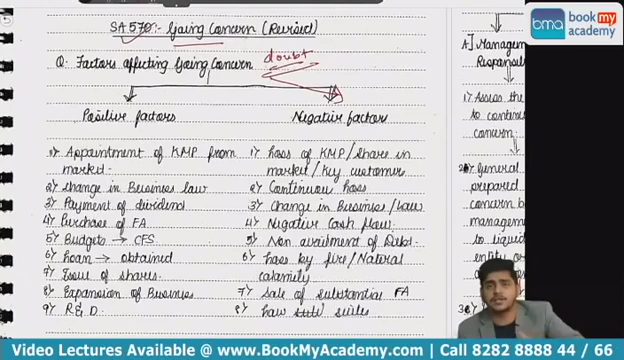 SA 570:- Going Concern (Revised)
Q. Factors affecting Going Concern doubt
Positive factors
Negative factors
1) Appointment of KMP from market.
2) Change in Business law
3) Payment of dividend
4) Purchase of FA
5) Budgets → CFS
6) Loan → obtained
7) Issue of shares.
8) Expansion of Business
9) R & D.
1) Loss of KMP/Share in
market/Key customer
2) Continuous loss
3) Change in Business/Law
4) Negative Cash flow.
5) Non availment of Debt.
6) Loss by fire/Natural
calamity
7) Sale of substantial FA
8) Law suits
A] Managem
Responsi
1) Assess the
to contin
concern.
2) General
prepared
concern b
manageme
to liquid
entity or
bma bookmy
academy
Video Lectures Available @ www.BookMyAcademy.com | Call 8282 8888 44 / 66